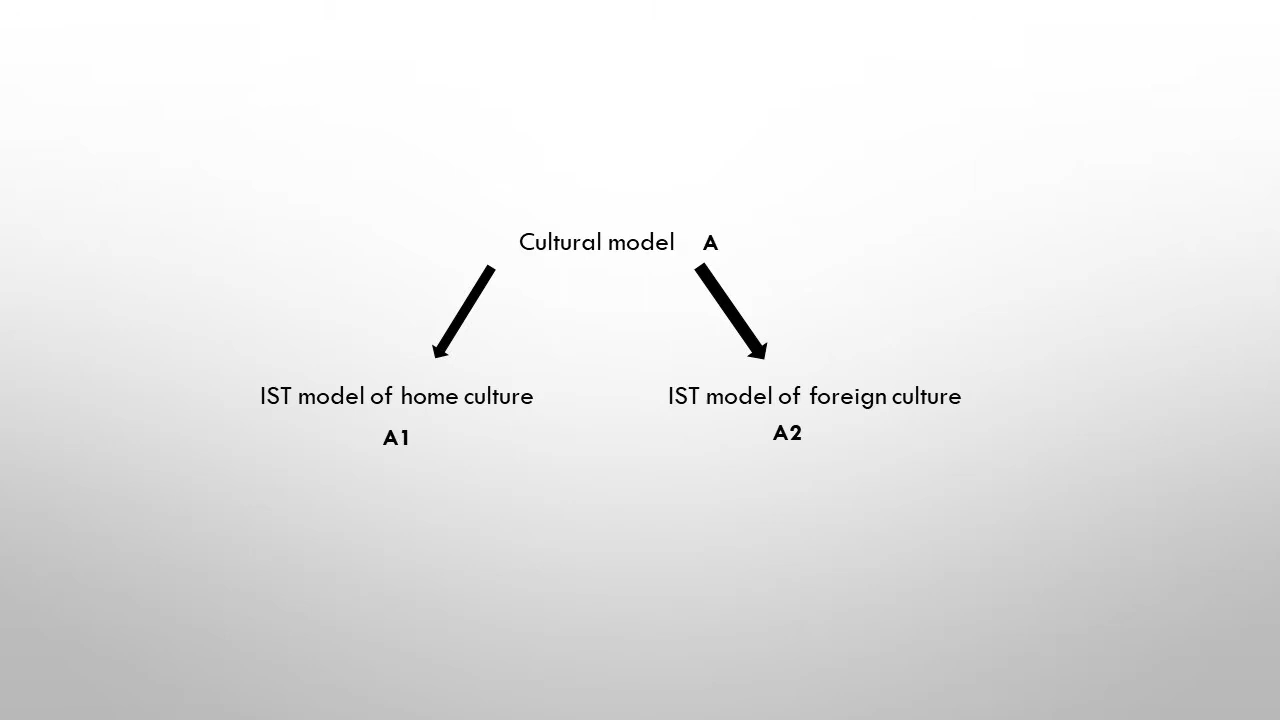 Cultural model A
IST model of home culture
IST model of foreign culture
A1
A2